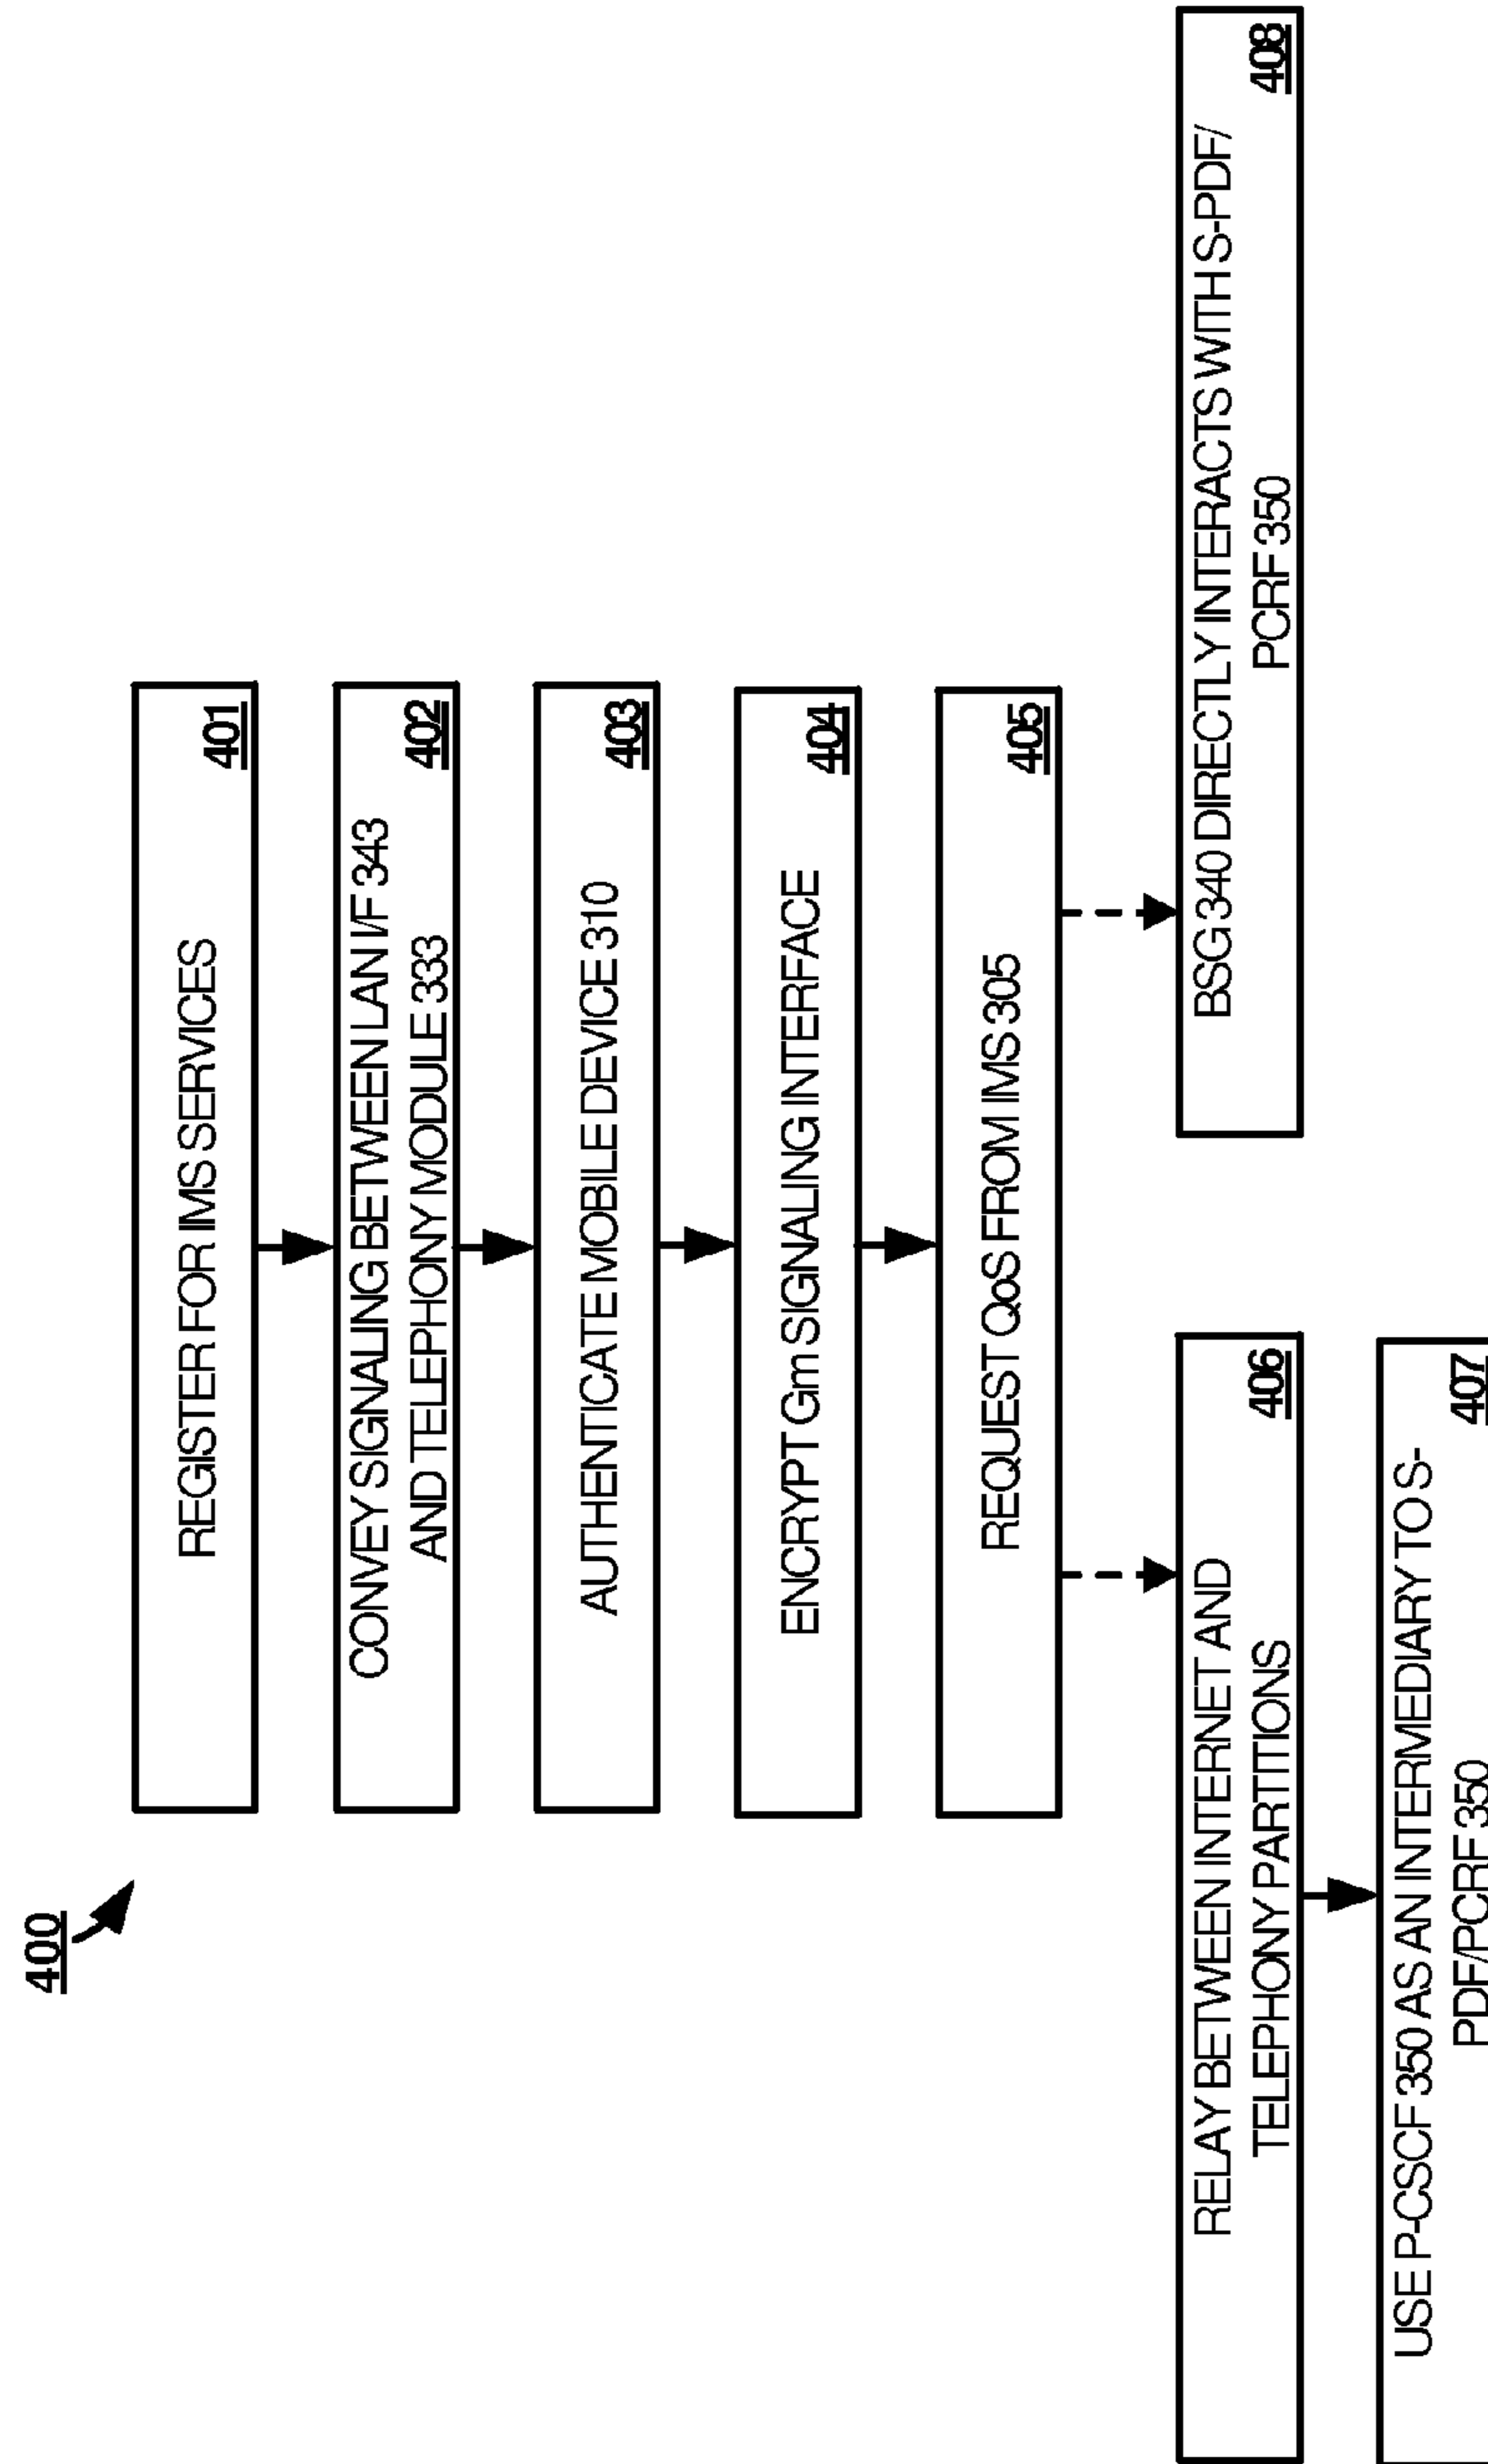 400
REGISTER FOR IMS SERVICES
401
CONVEY SIGNALING BETWEEN LAN I/F 343
AND TELEPHONY MODULE 333
402
AUTHENTICATE MOBILE DEVICE 310
403
ENCRYPT Gm SIGNALING INTERFACE
404
REQUEST QoS FROM IMS 305
405
RELAY BETWEEN INTERNET AND
TELEPHONY PARTITIONS
406
USE P-CSCF 350 AS AN INTERMEDIARY TO S-
PDF/PCRF 350
407
BSG 340 DIRECTLY INTERACTS WITH S-PDF/
PCRF 350
408